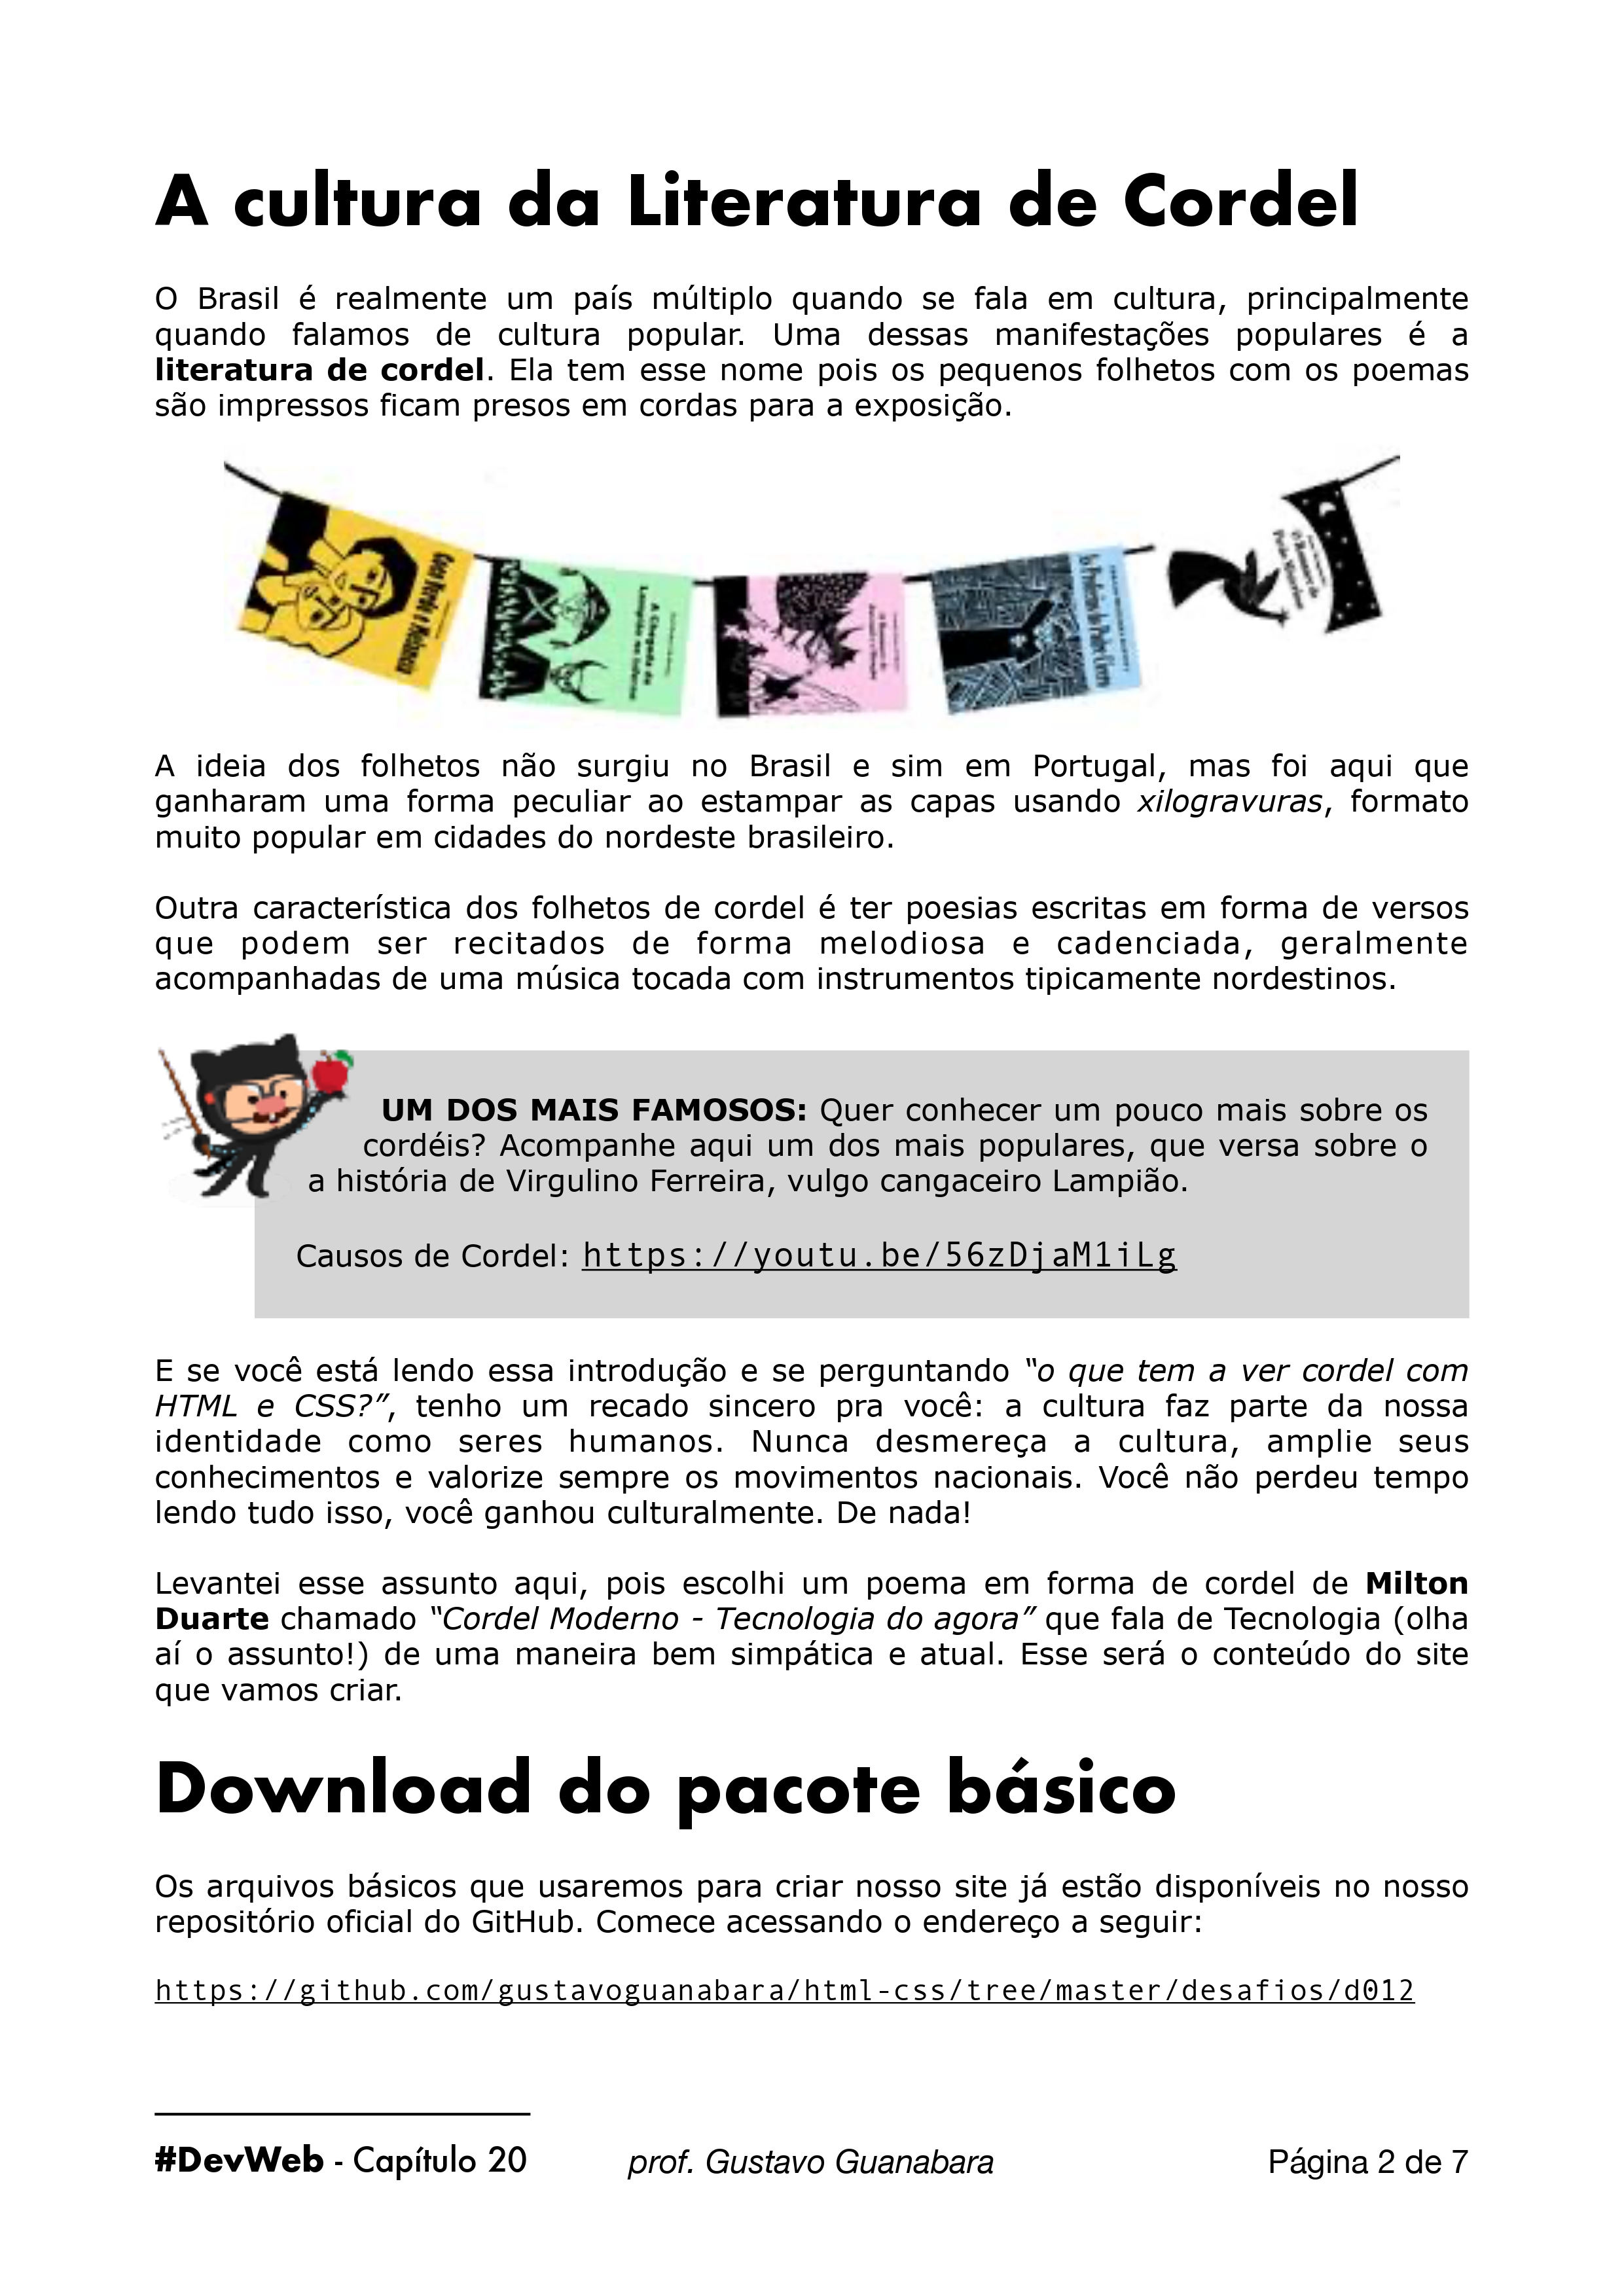 A cultura da Literatura de Cordel
O Brasil é realmente um país múltiplo quando se fala em cultura, principalmente
quando falamos de cultura popular. Uma dessas manifestações populares é a
literatura de cordel. Ela tem esse nome pois os pequenos folhetos com os poemas
são impressos ficam presos em cordas para a exposição.
A Chegada de
Lampião no Inferno
A ideia dos folhetos não surgiu no Brasil e sim em Portugal, mas foi aqui que
ganharam uma forma peculiar ao estampar as capas usando xilogravuras, formato
muito popular em cidades do nordeste brasileiro.
Outra característica dos folhetos de cordel é ter poesias escritas em forma de versos
que podem ser recitados de forma melodiosa e cadenciada, geralmente
acompanhadas de uma música tocada com instrumentos tipicamente nordestinos.
UM DOS MAIS FAMOSOS: Quer conhecer um pouco mais sobre os
cordéis? Acompanhe aqui um dos mais populares, que versa sobre o
a história de Virgulino Ferreira, vulgo cangaceiro Lampião.
Causos de Cordel: https://youtu.be/56zDjaM1iLg
E se você está lendo essa introdução e se perguntando “o que tem a ver cordel com
HTML e CSS?”, tenho um recado sincero pra você: a cultura faz parte da nossa
identidade como seres humanos. Nunca desmereça a cultura, amplie seus
conhecimentos e valorize sempre os movimentos nacionais. Você não perdeu tempo
lendo tudo isso, você ganhou culturalmente. De nada!
Levantei esse assunto aqui, pois escolhi um poema em forma de cordel de Milton
Duarte chamado “Cordel Moderno - Tecnologia do agora” que fala de Tecnologia (olha
aí o assunto!) de uma maneira bem simpática e atual. Esse será o conteúdo do site
que vamos criar.
Download do pacote básico
Os arquivos básicos que usaremos para criar nosso site já estão disponíveis no nosso
repositório oficial do GitHub. Comece acessando o endereço a seguir:
https://github.com/gustavoguanabara/html-css/tree/master/desafios/d012
#DevWeb - Capítulo 20 prof. Gustavo Guanabara Página 2 de 7